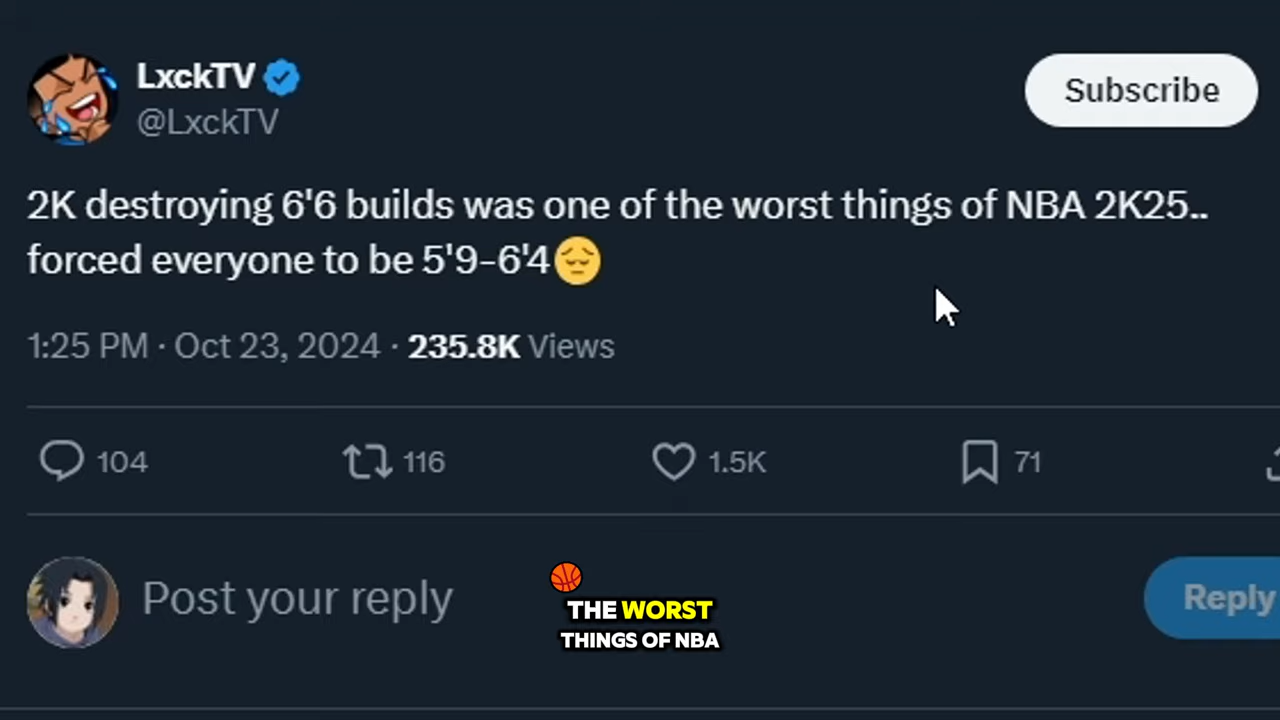 LxckTV
@LxckTV
Subscribe
2K destroying 6'6 builds was one of the worst things of NBA 2K25..
forced everyone to be 5'9-6'4😔
1:25 PM · Oct 23, 2024 · 235.8K Views
104 116 1.5K 71
Post your reply
Reply
THE WORST
THINGS OF NBA